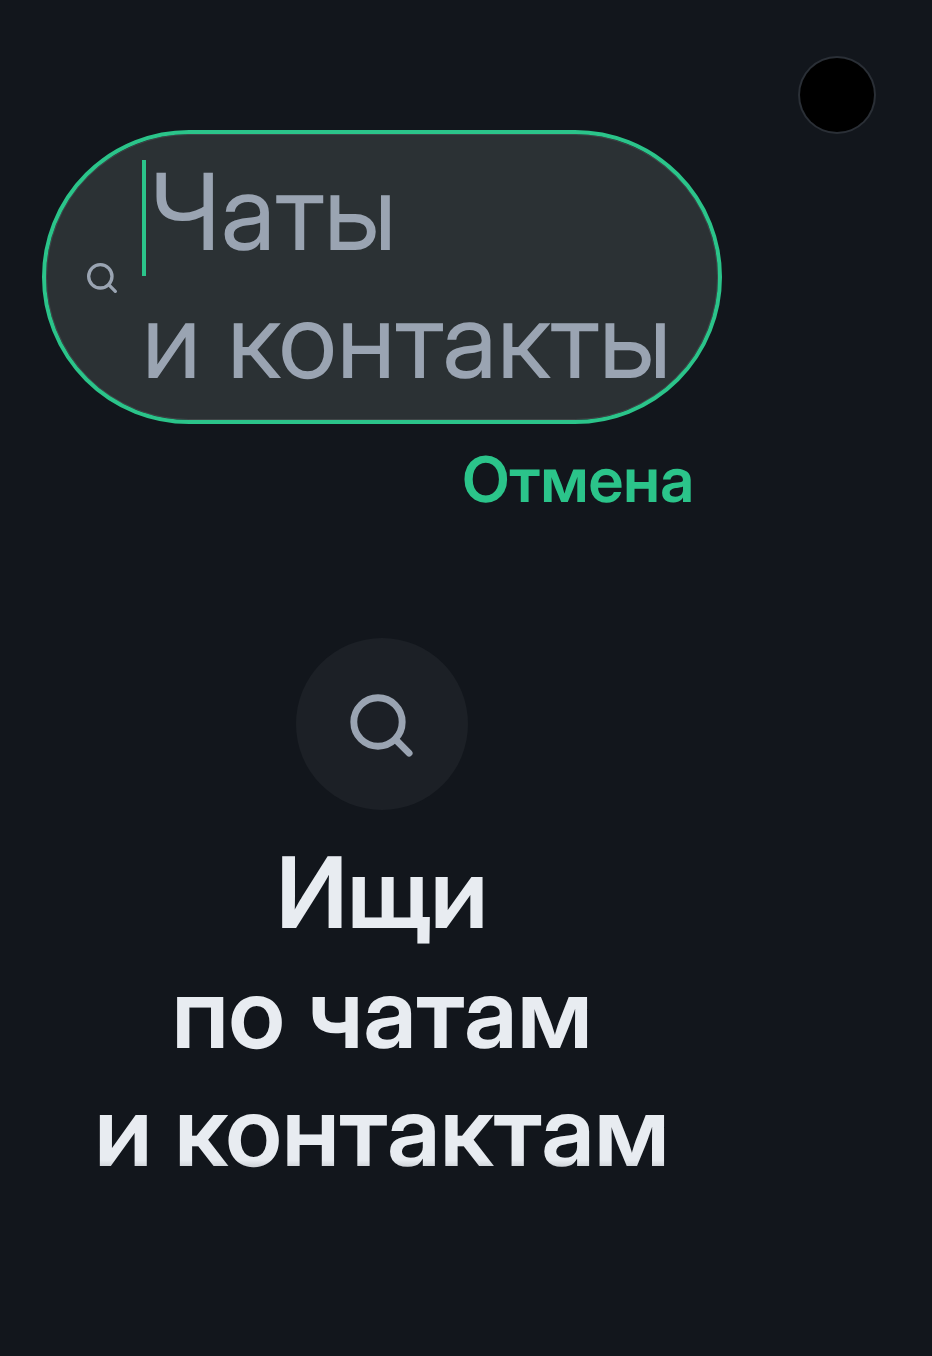 Чаты
и контакты
Отмена
Ищи
по чатам
и контактам